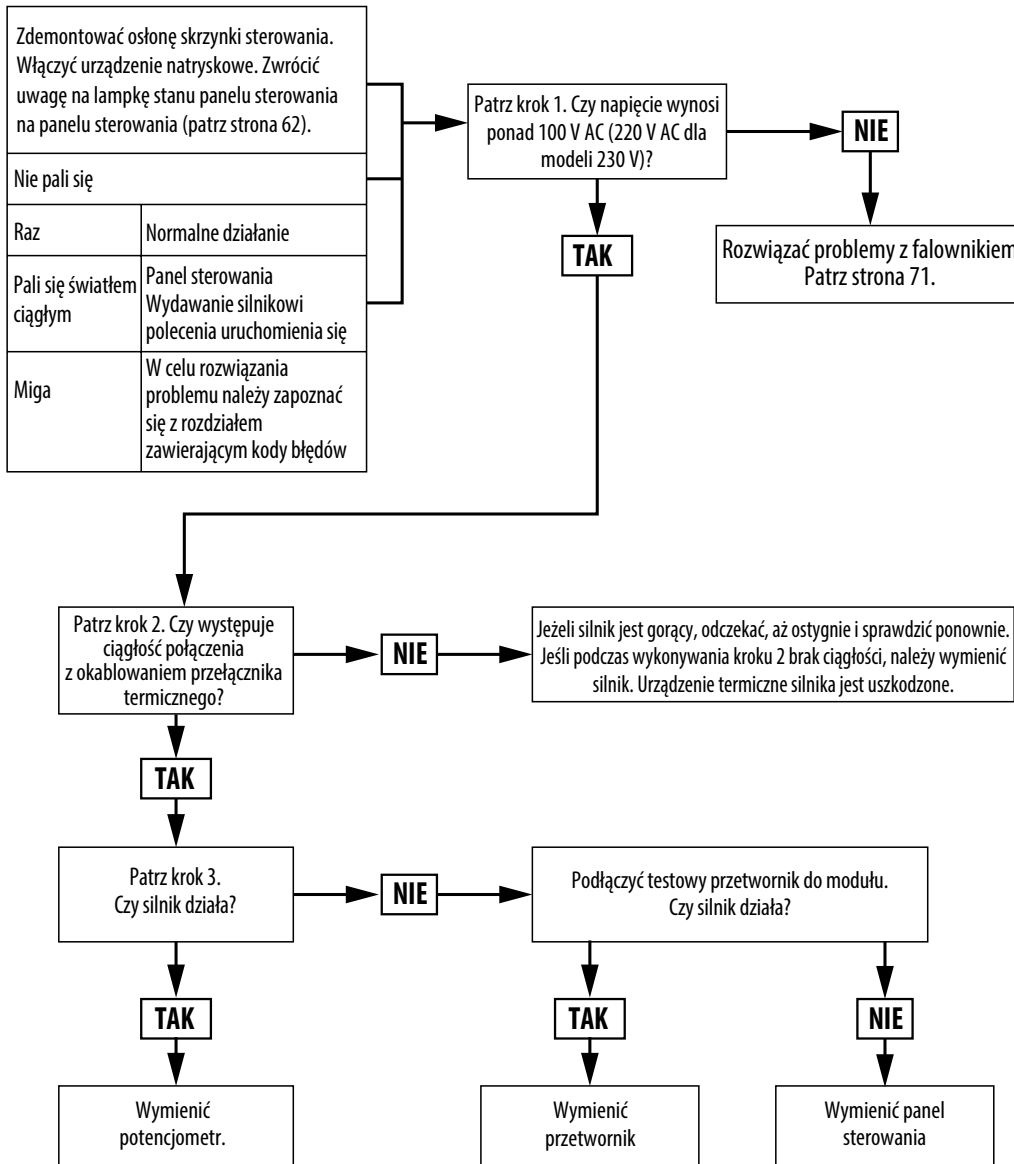 Zdemontować osłonę skrzynki sterowania.
Włączyć urządzenie natryskowe. Zwrócić
uwagę na lampkę stanu panelu sterowania
na panelu sterowania (patrz strona 62).
Nie pali się
Raz
Normalne działanie
Pali się światłem
ciągłym
Panel sterowania
Wydawanie silnikowi
polecenia uruchomienia się
Miga
W celu rozwiązania
problemu należy zapoznać
się z rozdziałem
zawierającym kody błędów
Patrz krok 1. Czy napięcie wynosi
ponad 100 V AC (220 V AC dla
modeli 230 V)?
NIE
Rozwiązać problemy z falownikiem
Patrz strona 71.
TAK
Patrz krok 2. Czy występuje
ciągłość połączenia
z okablowaniem przełącznika
termicznego?
NIE
Jeżeli silnik jest gorący, odczekać, aż ostygnie i sprawdzić ponownie.
Jeśli podczas wykonywania kroku 2 brak ciągłości, należy wymienić
silnik. Urządzenie termiczne silnika jest uszkodzone.
TAK
Patrz krok 3.
Czy silnik działa?
NIE
Podłączyć testowy przetwornik do modułu.
Czy silnik działa?
TAK
TAK
NIE
Wymienić
potencjometr.
Wymienić
przetwornik
Wymienić panel
sterowania